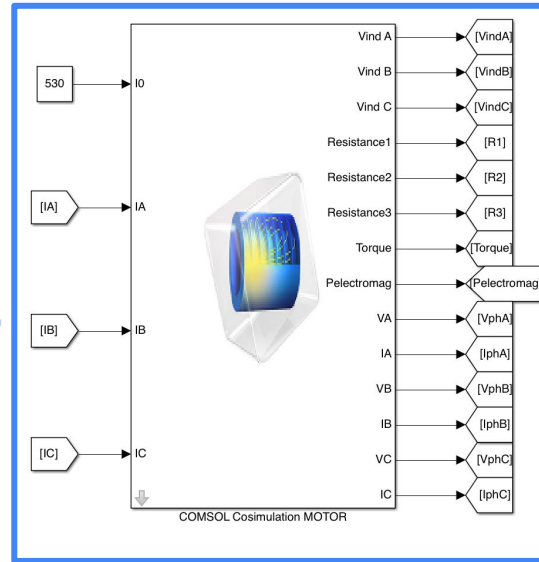 Vind A
[VindA]
Vind B
[VindB]
530
I0
Vind C
[VindC]
Resistance1
[R1]
Resistance2
[R2]
[IA]
IA
Resistance3
[R3]
Torque
[Torque]
Pelectromag
[Pelectromag
VA
[VphA]
[IB]
IB
IA
[IphA]
VB
[VphB]
IB
[IphB]
[IC]
IC
VC
[VphC]
IC
[IphC]
COMSOL Cosimulation MOTOR